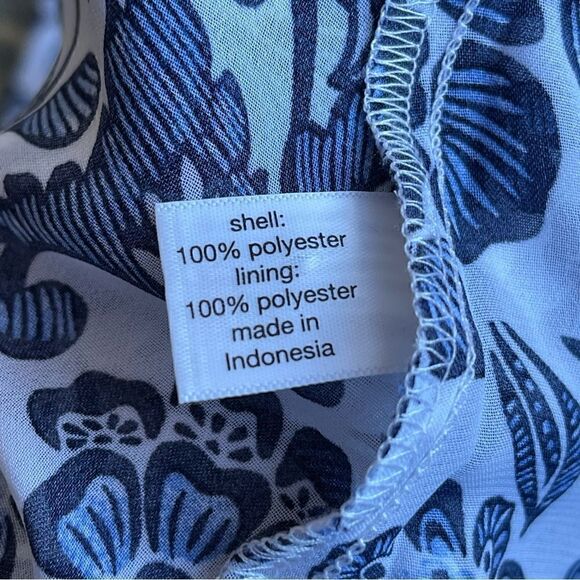 shell:
100% polyester
lining:
100% polyester
made in
Indonesia